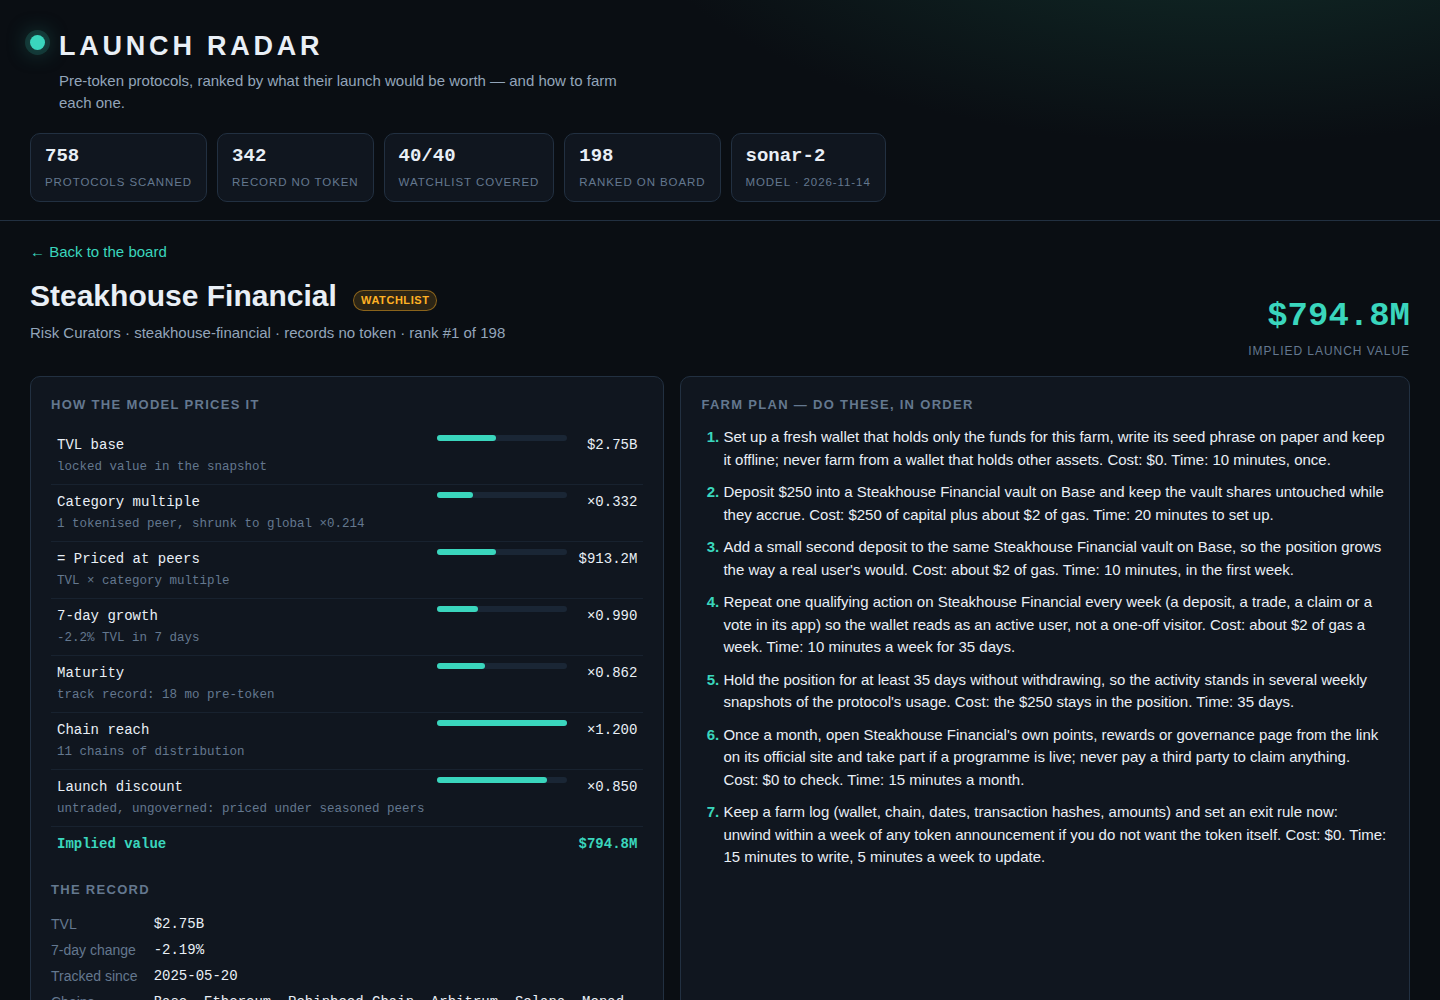 LAUNCH RADAR
Pre-token protocols, ranked by what their launch would be worth — and how to farm
each one.
758
PROTOCOLS SCANNED
342
RECORD NO TOKEN
40/40
WATCHLIST COVERED
198
RANKED ON BOARD
sonar-2
MODEL · 2026-11-14
← Back to the board
Steakhouse Financial WATCHLIST
Risk Curators · steakhouse-financial · records no token · rank #1 of 198
$794.8M
IMPLIED LAUNCH VALUE
HOW THE MODEL PRICES IT
TVL base $2.75B
locked value in the snapshot
Category multiple ×0.332
1 tokenised peer, shrunk to global ×0.214
= Priced at peers $913.2M
TVL × category multiple
7-day growth ×0.990
-2.2% TVL in 7 days
Maturity ×0.862
track record: 18 mo pre-token
Chain reach ×1.200
11 chains of distribution
Launch discount ×0.850
untraded, ungoverned: priced under seasoned peers
Implied value $794.8M
THE RECORD
TVL $2.75B
7-day change -2.19%
Tracked since 2025-05-20
Chains Base, Ethereum, Robinhood Chain, Arbitrum, Solana, Monad,
FARM PLAN — DO THESE, IN ORDER
1. Set up a fresh wallet that holds only the funds for this farm, write its seed phrase on paper and keep
it offline; never farm from a wallet that holds other assets. Cost: $0. Time: 10 minutes, once.
2. Deposit $250 into a Steakhouse Financial vault on Base and keep the vault shares untouched while
they accrue. Cost: $250 of capital plus about $2 of gas. Time: 20 minutes to set up.
3. Add a small second deposit to the same Steakhouse Financial vault on Base, so the position grows
the way a real user's would. Cost: about $2 of gas. Time: 10 minutes, in the first week.
4. Repeat one qualifying action on Steakhouse Financial every week (a deposit, a trade, a claim or a
vote in its app) so the wallet reads as an active user, not a one-off visitor. Cost: about $2 of gas a
week. Time: 10 minutes a week for 35 days.
5. Hold the position for at least 35 days without withdrawing, so the activity stands in several weekly
snapshots of the protocol's usage. Cost: the $250 stays in the position. Time: 35 days.
6. Once a month, open Steakhouse Financial's own points, rewards or governance page from the link
on its official site and take part if a programme is live; never pay a third party to claim anything.
Cost: $0 to check. Time: 15 minutes a month.
7. Keep a farm log (wallet, chain, dates, transaction hashes, amounts) and set an exit rule now:
unwind within a week of any token announcement if you do not want the token itself. Cost: $0. Time:
15 minutes to write, 5 minutes a week to update.